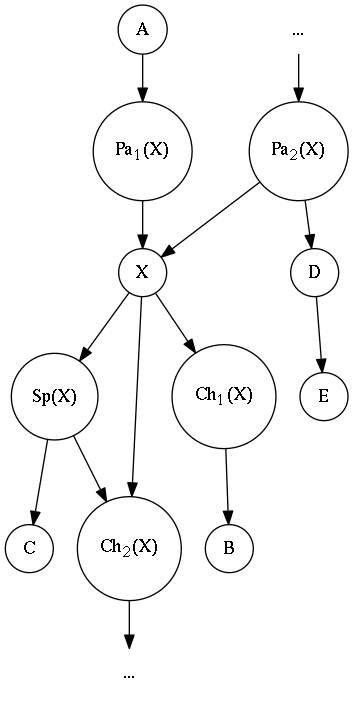 A
...
Pa₁(X)
Pa₂(X)
X
D
Sp(X)
Ch₁(X)
E
C
Ch₂(X)
B
...